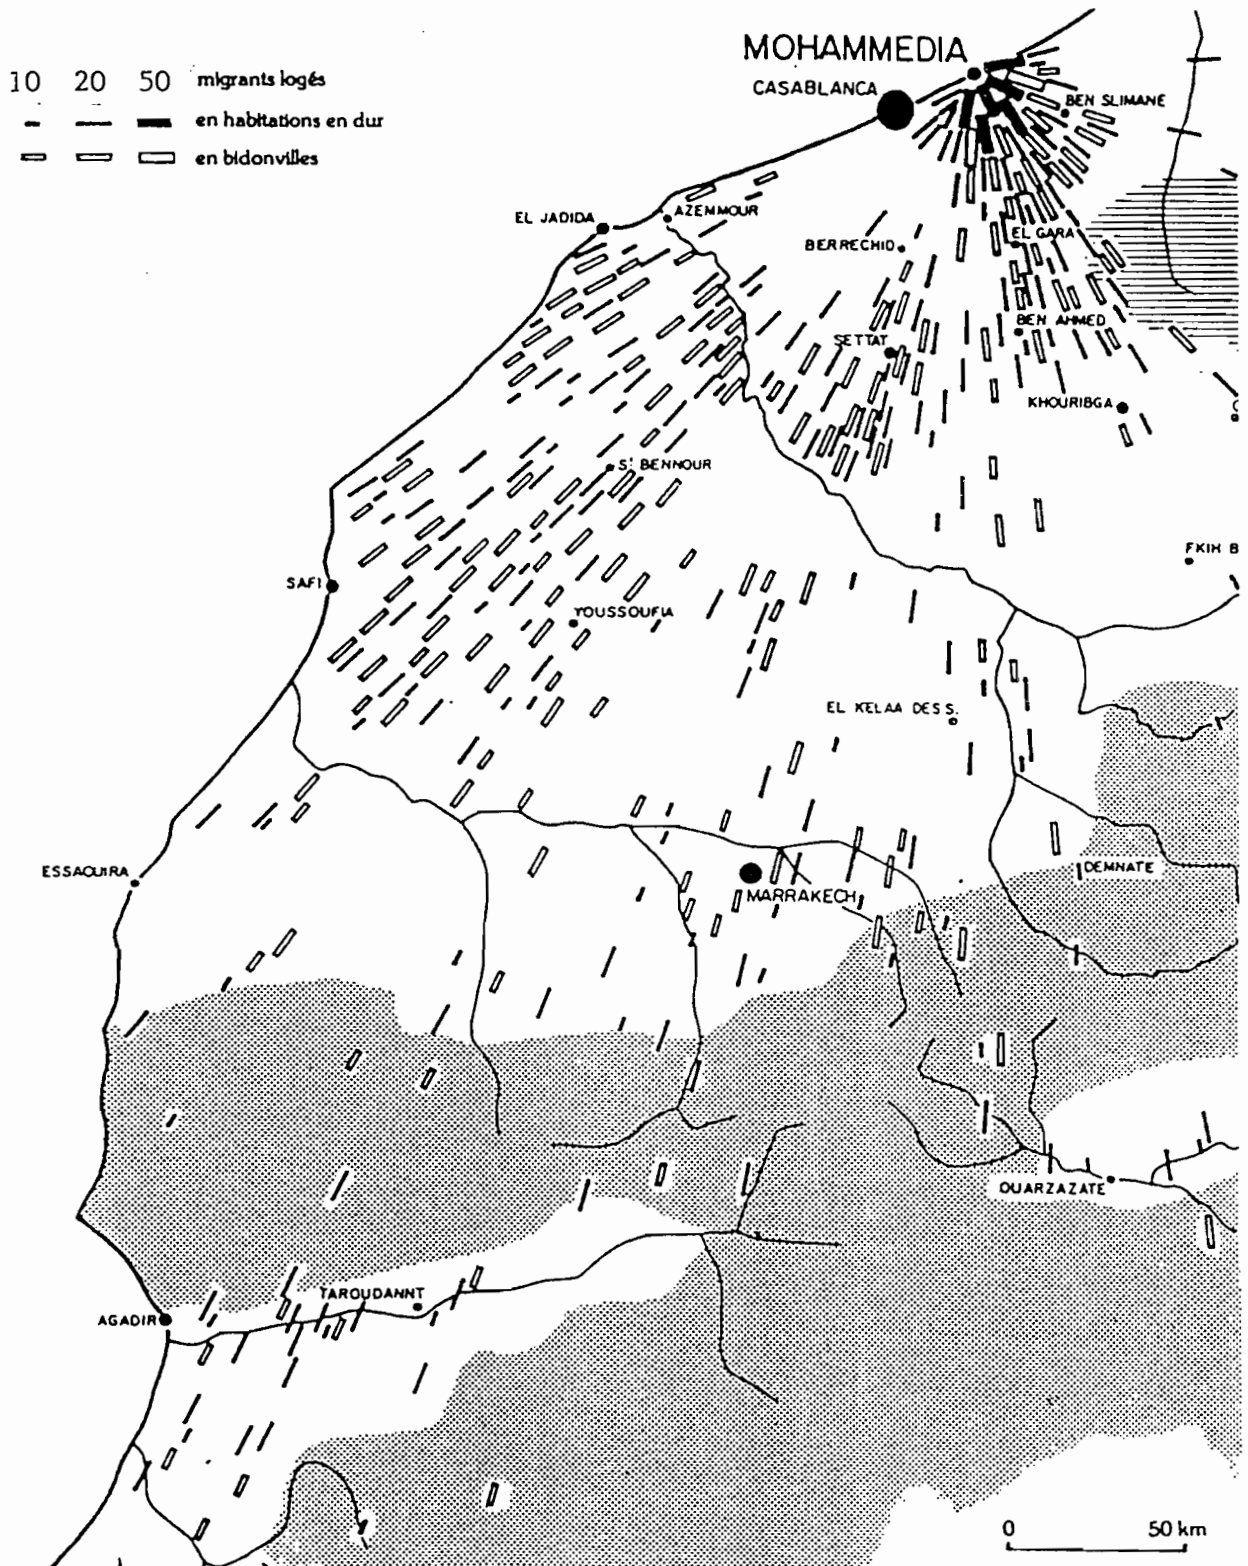 MOHAMMEDIA
CASABLANCA
10 20 50 migrants logés
en habitations en dur
en bidonvilles
BEN SLIMANE
EL JADIDA
AZEMMOUR
BERRECHID
EL GARA
BEN AHMED
SETTAT
KHOURIBGA
SI BENNOUR
FKIH B
SAFI
YOUSSOUFIA
EL KELAA DES S.
ESSAOUIRA
DEMNATE
MARRAKECH
OUARZAZATE
TAROUDANNT
AGADIR
0 50 km